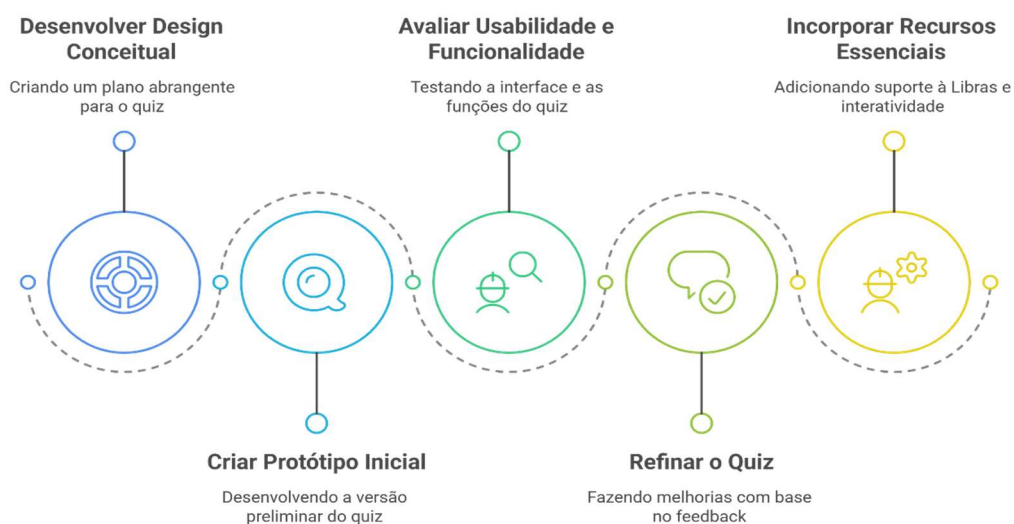 Desenvolver Design
Conceitual
Criando um plano abrangente
para o quiz
Criar Protótipo Inicial
Desenvolvendo a versão
preliminar do quiz
Avaliar Usabilidade e
Funcionalidade
Testando a interface e as
funções do quiz
Refinar o Quiz
Fazendo melhorias com base
no feedback
Incorporar Recursos
Essenciais
Adicionando suporte à Libras e
interatividade